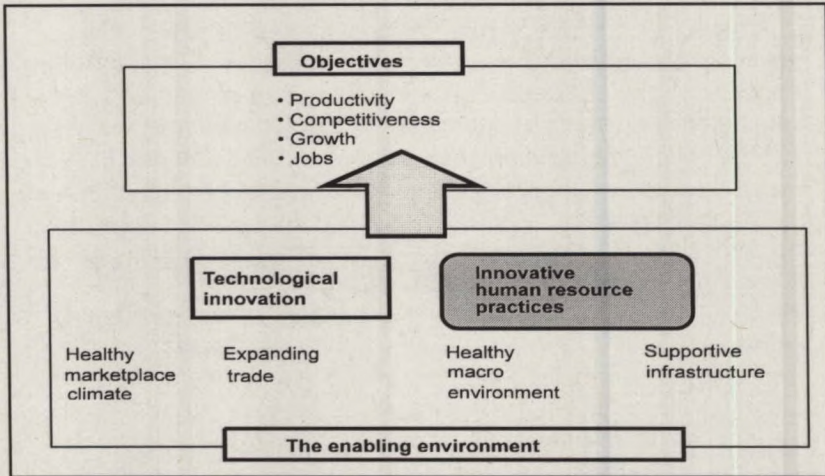 Objectives
• Productivity
• Competitiveness
• Growth
• Jobs
Technological
innovation
Innovative
human resource
practices
Healthy
marketplace
climate
Expanding
trade
Healthy
macro
environment
Supportive
infrastructure
The enabling environment